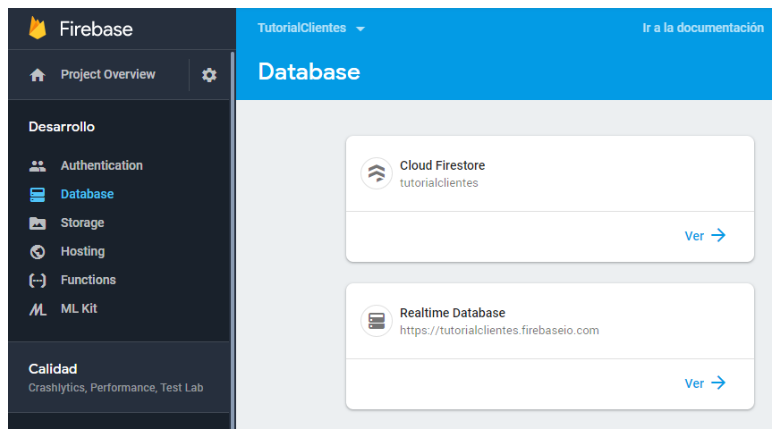 Firebase
Project Overview
Desarrollo
Authentication
Database
Storage
Hosting
Functions
ML Kit
Calidad
Crashlytics, Performance, Test Lab
TutorialClientes
Ir a la documentación
Database
Cloud Firestore
tutorialclientes
Ver
Realtime Database
https://tutorialclientes.firebaseio.com
Ver